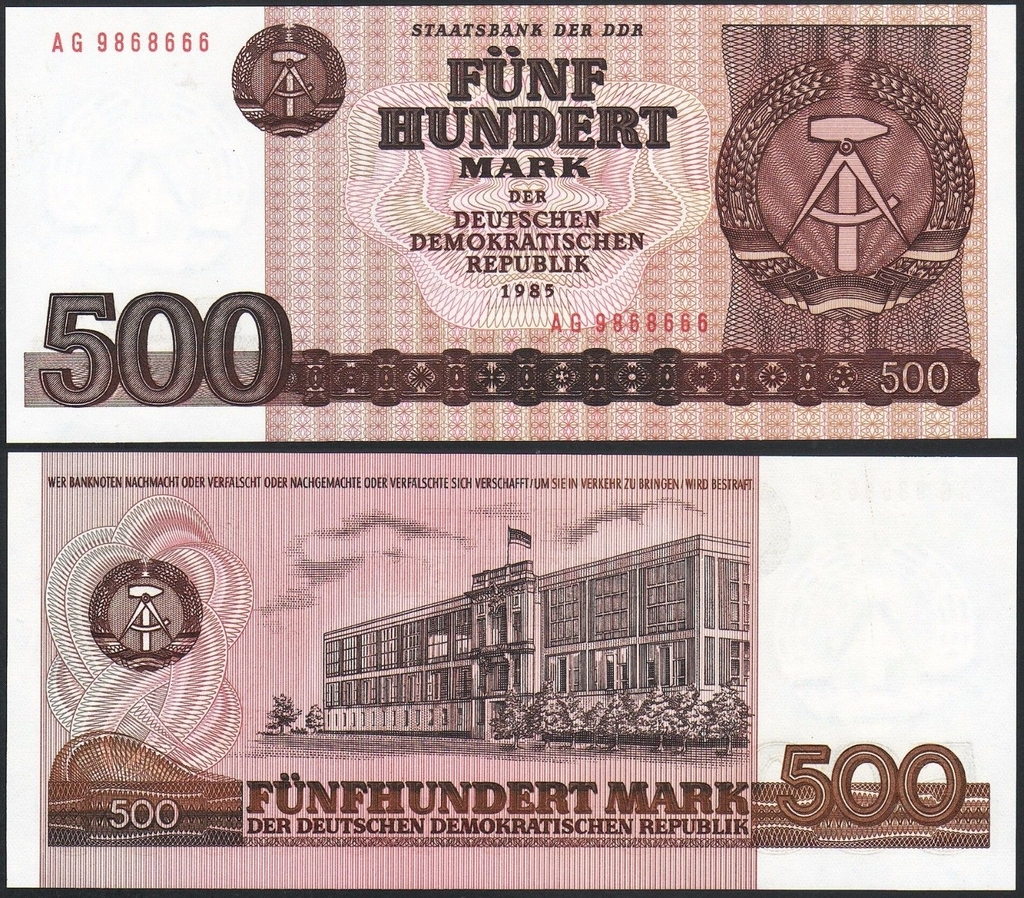 AG 9868666
STAATSBANK DER DDR
FÜNF
HUNDERT
MARK
DER
DEUTSCHEN
DEMOKRATISCHEN
REPUBLIK
1985
AG 9868666
500
500
WER BANKNOTEN NACHMACHT ODER VERFÄLSCHT ODER NACHGEMACHTE ODER VERFÄLSCHTE SICH VERSCHAFFT/UM SIE IN VERKEHR ZU BRINGEN/WIRD BESTRAFT
500
FÜNFHUNDERT MARK
DER DEUTSCHEN DEMOKRATISCHEN REPUBLIK
500